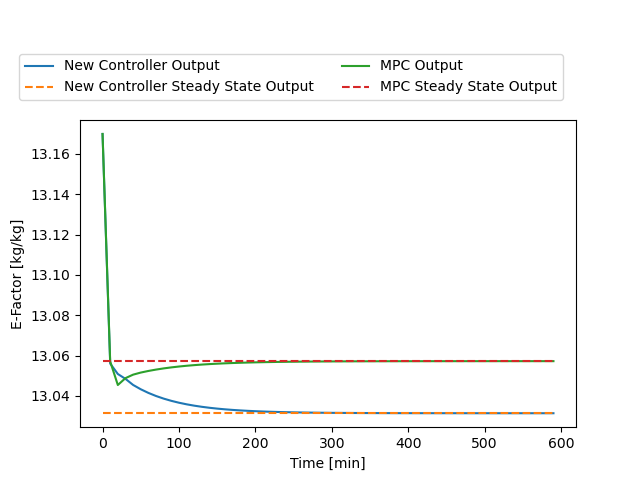 New Controller Output
New Controller Steady State Output
MPC Output
MPC Steady State Output
E-Factor [kg/kg]
13.16
13.14
13.12
13.10
13.08
13.06
13.04
0 100 200 300 400 500 600
Time [min]